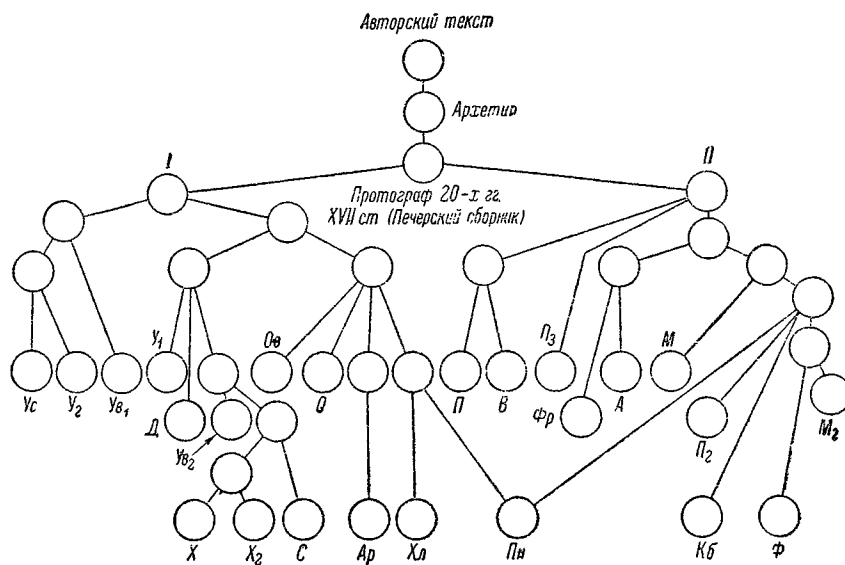 Авторский текст
Архетип
I
II
Протограф 20-х гг.
XVII ст (Печерский сборник)
У₁
Ов
П₃
М
Ус
У₂
Ув₁
Д
Ув₂
Q
П
В
Фр
А
П₂
М₂
Х
Х₂
С
Ар
Хл
Пн
Кб
Ф